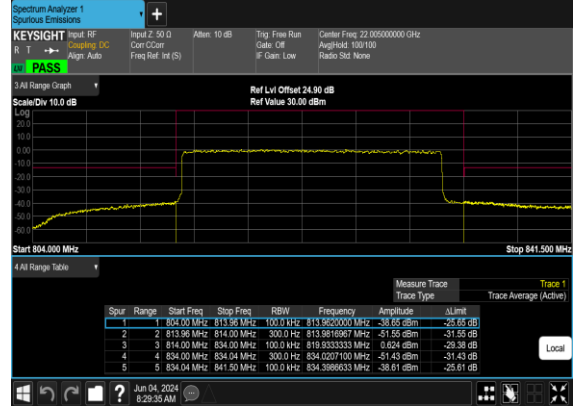 Spectrum Analyzer 1
Spurious Emissions
KEYSIGHT Input: RF Input Z: 50 Ω Atten: 10 dB Trig: Free Run Center Freq: 22.005000000 GHz
R T Coupling: DC Corr CCorr Gate: Off Avg|Hold: 100/100
Align: Auto Freq Ref: Int (S) IF Gain: Low Radio Std: None
LW PASS
3 All Range Graph
Ref Lvl Offset 24.90 dB
Scale/Div 10.0 dB Ref Value 30.00 dBm
Log
20.0
10.0
0.00
-10.0
-20.0
-30.0
-40.0
-50.0
-60.0
Start 804.000 MHz Stop 841.500 MHz
4 All Range Table
Measure Trace Trace 1
Trace Type Trace Average (Active)
Spur Range Start Freq Stop Freq RBW Frequency Amplitude ΔLimit
1 1 804.00 MHz 813.96 MHz 100.0 kHz 813.9620000 MHz -38.65 dBm -25.65 dB
2 2 813.96 MHz 814.00 MHz 300.0 Hz 813.9816967 MHz -51.55 dBm -31.55 dB
3 3 814.00 MHz 834.00 MHz 100.0 kHz 819.9333333 MHz 0.624 dBm -29.38 dB
4 4 834.00 MHz 834.04 MHz 300.0 Hz 834.0207100 MHz -51.43 dBm -31.43 dB
5 5 834.04 MHz 841.50 MHz 100.0 kHz 834.3986633 MHz -38.61 dBm -25.61 dB
Local
Jun 04, 2024
8:29:35 AM